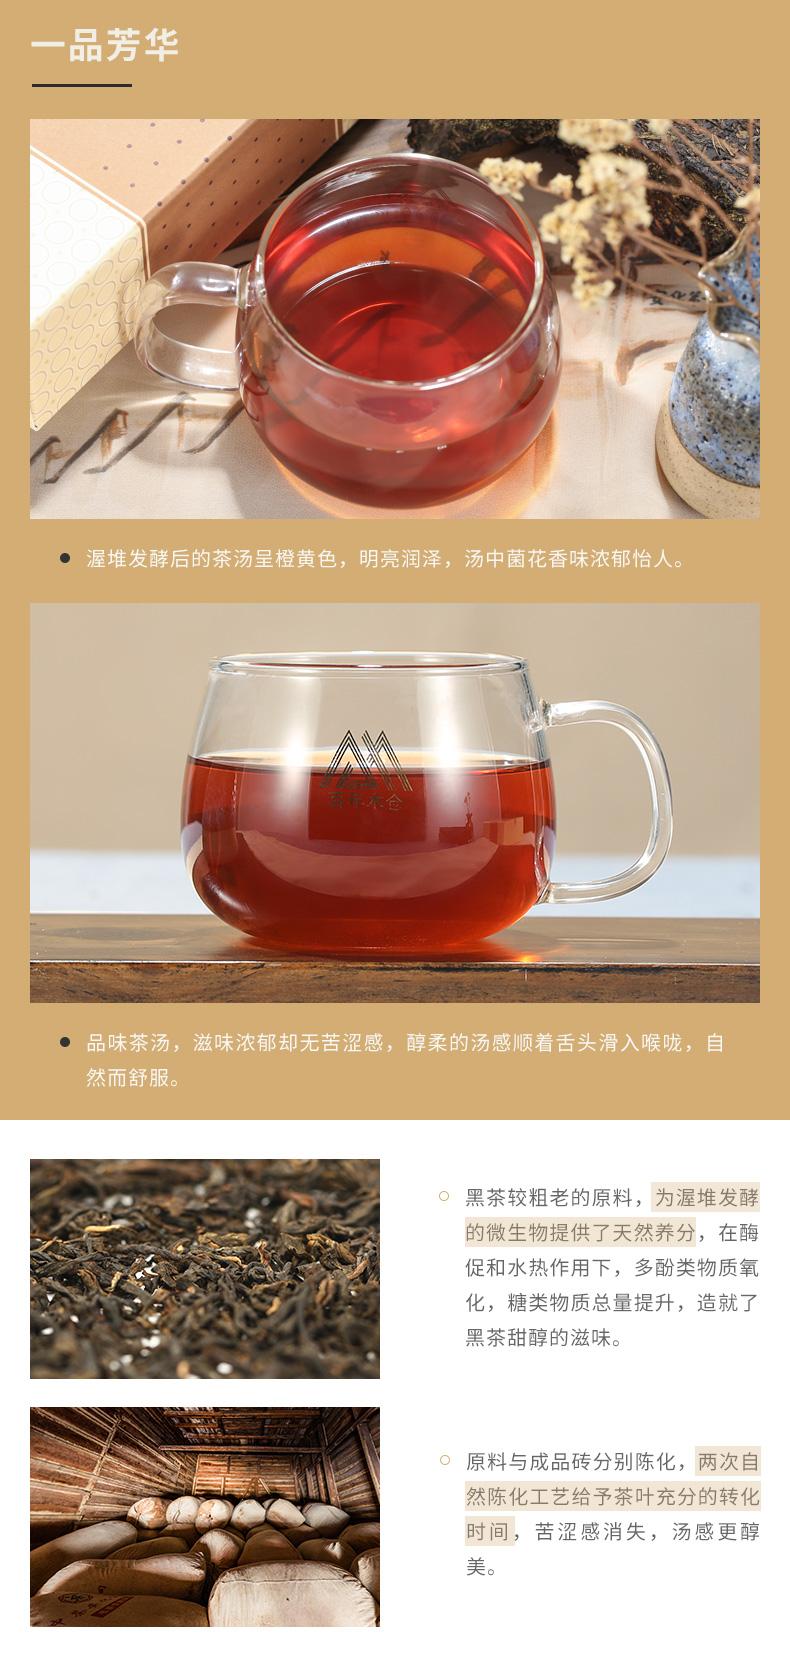 一品芳华
渥堆发酵后的茶汤呈橙黄色，明亮润泽，汤中菌花香味浓郁怡人。
品味茶汤，滋味浓郁却无苦涩感，醇柔的汤感顺着舌头滑入喉咙，自
然而舒服。
黑茶较粗老的原料，为渥堆发酵
的微生物提供了天然养分，在酶
促和水热作用下，多酚类物质氧
化，糖类物质总量提升，造就了
黑茶甜醇的滋味。
原料与成品砖分别陈化，两次自
然陈化工艺给予茶叶充分的转化
时间，苦涩感消失，汤感更醇
美。